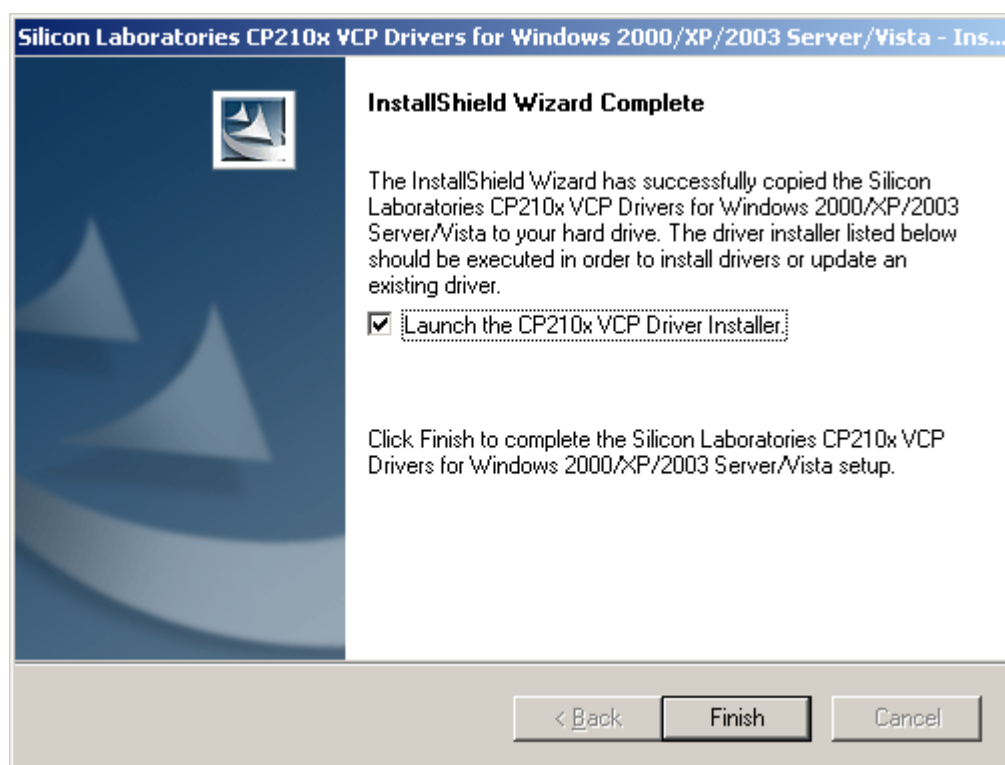 Silicon Laboratories CP210x VCP Drivers for Windows 2000/XP/2003 Server/Vista - Ins...
InstallShield Wizard Complete
The InstallShield Wizard has successfully copied the Silicon
Laboratories CP210x VCP Drivers for Windows 2000/XP/2003
Server/Vista to your hard drive. The driver installer listed below
should be executed in order to install drivers or update an
existing driver.
Launch the CP210x VCP Driver Installer.
Click Finish to complete the Silicon Laboratories CP210x VCP
Drivers for Windows 2000/XP/2003 Server/Vista setup.
< Back
Finish
Cancel